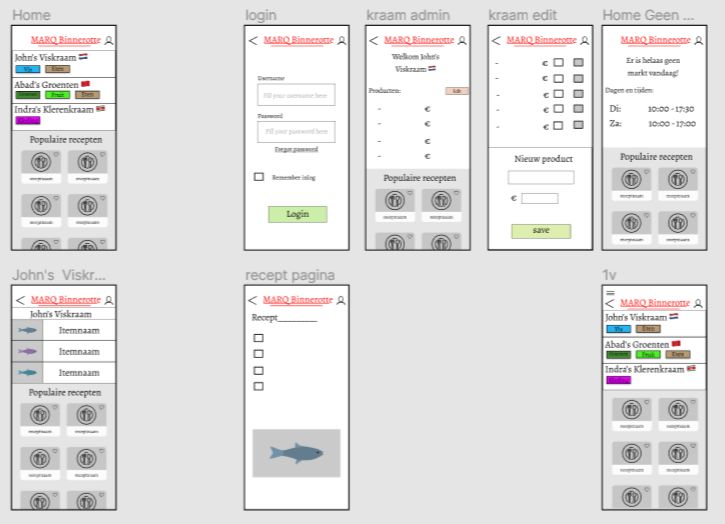 Home
MARQ Binnerotte
John's Viskraam
Vis
Eten
Abad's Groenten
Groenten
Fruit
Eten
Indra's Klerenkraam
Kleding
Populaire recepten
receptnaam
receptnaam
receptnaam
receptnaam
login
MARQ Binnerotte
Username
Fill your username here
Password
Fill your password here
Forgot password
Remember inlog
Login
kraam admin
MARQ Binnerotte
Welkom John's
Viskraam
Producten:
Edit
- €
- €
- €
- €
Populaire recepten
receptnaam
receptnaam
kraam edit
MARQ Binnerotte
- €
- €
- €
- €
- €
Nieuw product
€
save
Home Geen ...
MARQ Binnerotte
Er is helaas geen
markt vandaag!
Dagen en tijden:
Di: 10:00 - 17:30
Za: 10:00 - 17:00
Populaire recepten
receptnaam
receptnaam
receptnaam
receptnaam
John's Viskr...
MARQ Binnerotte
John's Viskraam
Itemnaam
Itemnaam
Itemnaam
Populaire recepten
receptnaam
receptnaam
receptnaam
receptnaam
recept pagina
MARQ Binnerotte
Recept_________
1v
MARQ Binnerotte
John's Viskraam
Vis
Eten
Abad's Groenten
Groenten
Fruit
Eten
Indra's Klerenkraam
Kleding
receptnaam
receptnaam
receptnaam
receptnaam